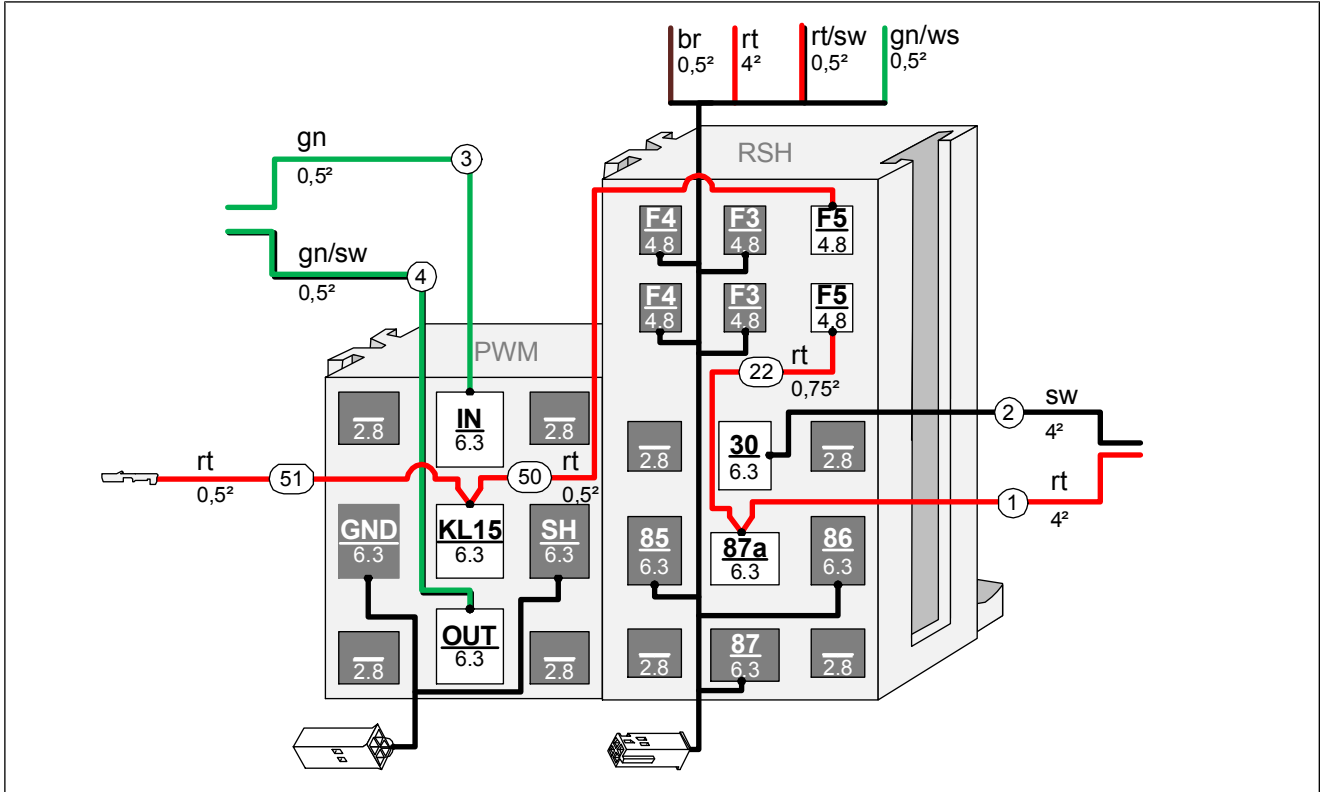 br rt rt/sw gn/ws
0,5² 4² 0,5² 0,5²
RSH
gn
3
0,5²
gn/sw
4
0,5²
F4 F3 F5
4.8 4.8 4.8
F4 F3 F5
4.8 4.8 4.8
PWM
22 rt
0,75²
IN
2.8 6.3 2.8
2 sw
4²
30
2.8 6.3 2.8
rt
51
0,5²
50 rt
0,5²
rt
1
4²
GND KL15 SH
6.3 6.3 6.3
85 87a 86
6.3 6.3 6.3
OUT
2.8 6.3 2.8
87
2.8 6.3 2.8